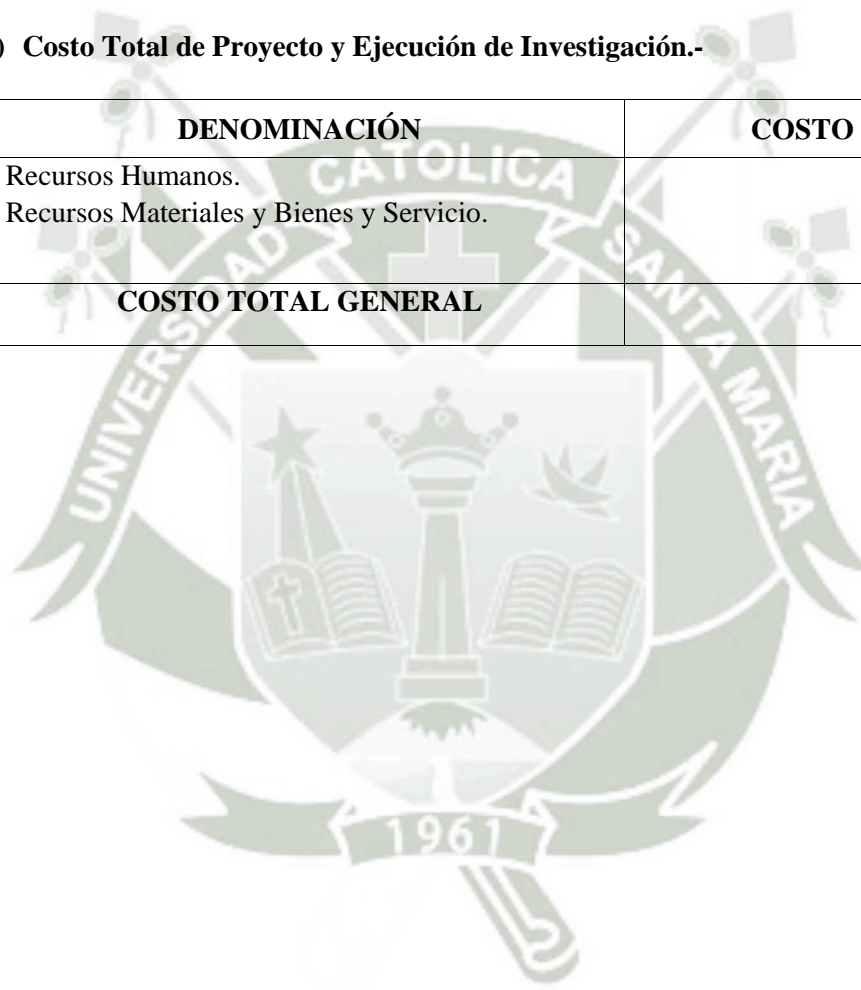 ) Costo Total de Proyecto y Ejecución de Investigación.-
DENOMINACIÓN COSTO
Recursos Humanos.
Recursos Materiales y Bienes y Servicio.
COSTO TOTAL GENERAL
UNIVERSIDAD CATOLICA SANTA MARIA
1961